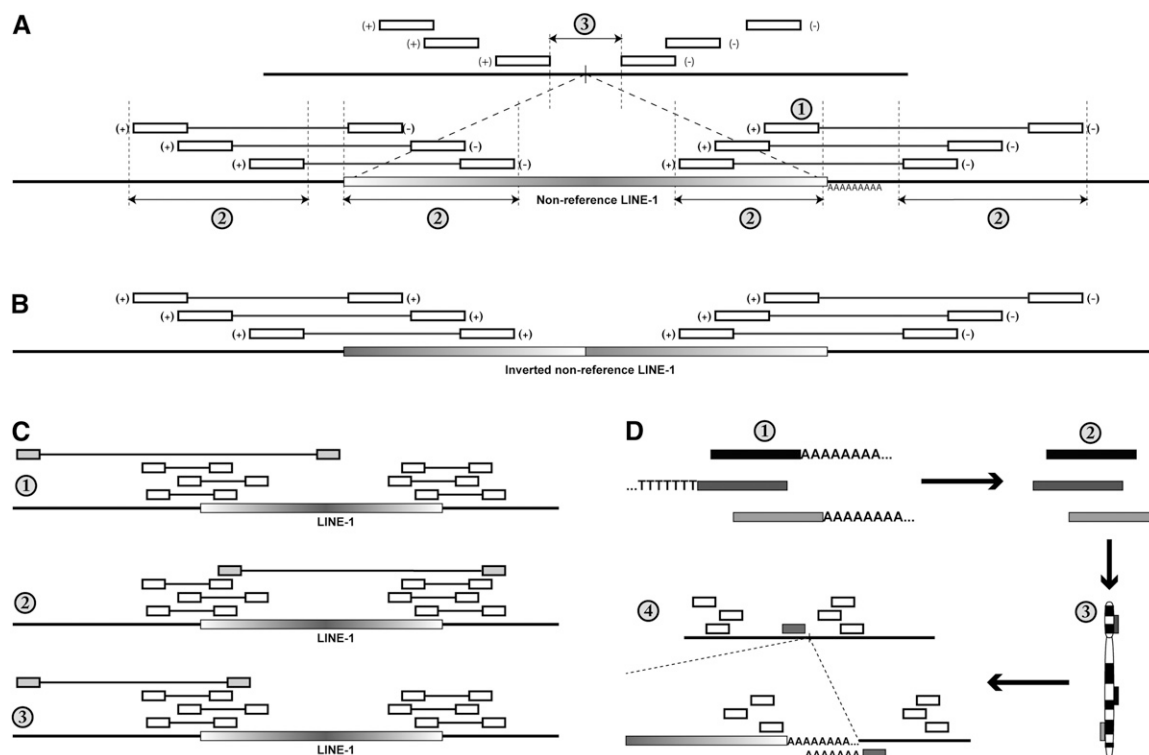 A
3
(+) (-)
(+) (-)
(+) (-)
1
(+) (-) (+) (-)
(+) (-) (+) (-)
(+) (-) (+) (-)
AAAAAAAAA
2 2 2 2
Non-reference LINE-1
B
(+) (+) (+) (-)
(+) (+) (+) (-)
(+) (+) (+) (-)
Inverted non-reference LINE-1
C
1
LINE-1
2
LINE-1
3
LINE-1
D
1 2
AAAAAAAA...
...TTTTTTT
AAAAAAAA...
3
4
AAAAAAAA...
AAAAAAA